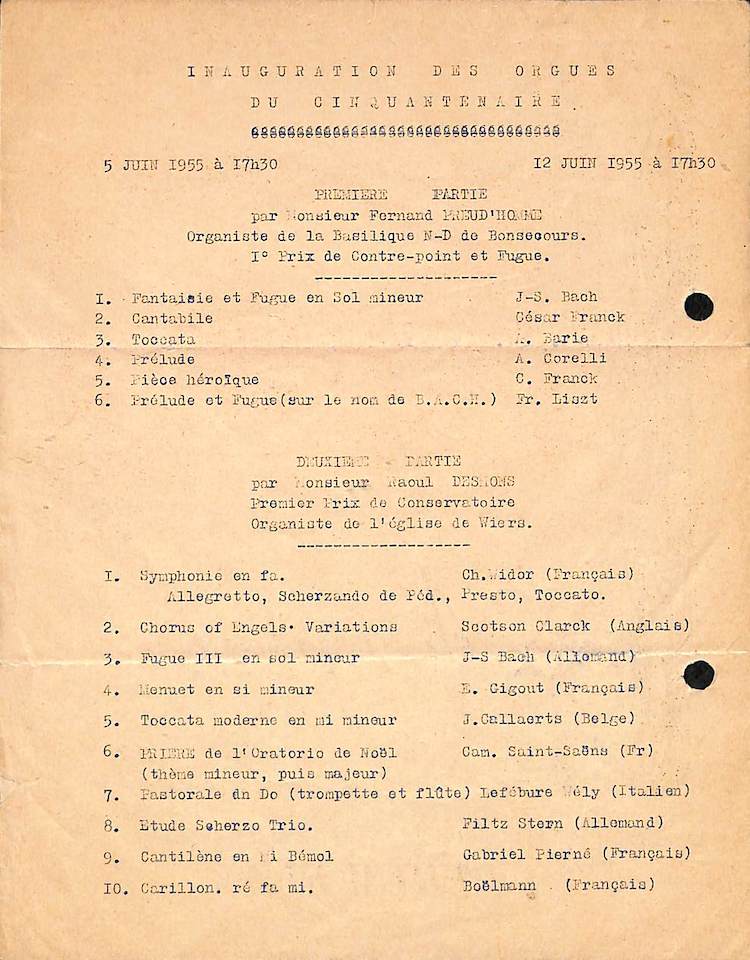 INAUGURATION DES ORGUES
DU CINQUANTENAIRE.
&&&&&&&&&&&&&&&&&&&&&&&&&&&&&&&&&&&
5 JUIN 1955 à 17h30 12 JUIN 1955 à 17h30
PREMIERE PARTIE
par Monsieur Fernand PREUD'HOMME
Organiste de la Basilique N-D de Bonsecours.
I° Prix de Contre-point et Fugue.
-------------------
I. Fantaisie et Fugue en Sol mineur J-S. Bach
2. Cantabile César Franck
3. Toccata A. Barie
4. Prélude A. Corelli
5. Pièce héroïque C. Franck
6. Prélude et Fugue(sur le nom de B.A.C.H.) Fr. Liszt
DEUXIEME - PARTIE
par Monsieur Raoul DESMONS
Premier Prix de Conservatoire
Organiste de l'église de Wiers.
------------------
I. Symphonie en fa. Ch.Widor (Français)
Allegretto, Scherzando de Péd., Presto, Toccato.
2. Chorus of Engels. Variations Scotson Clarck (Anglais)
3. Fugue III en sol mineur J-S Bach (Allemand)
4. Menuet en si mineur E. Gigout (Français)
5. Toccata moderne en mi mineur J.Callaerts (Belge)
6. PRIERE de l'Oratorio de Noël Cam. Saint-Saëns (Fr)
(thème mineur, puis majeur)
7. Pastorale dn Do (trompette et flûte) Lefébure Wély (Italien)
8. Etude Scherzo Trio. Filtz Stern (Allemand)
9. Cantilène en Mi Bémol Gabriel Pierné (Français)
IO. Carillon. ré fa mi. Boëlmann . (Français)